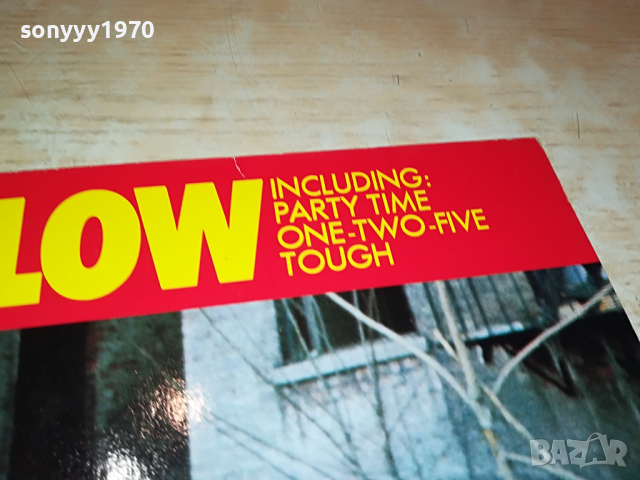 sonyyy1970
LOW
INCLUDING:
PARTY TIME
ONE-TWO-FIVE
TOUGH
BAZAR